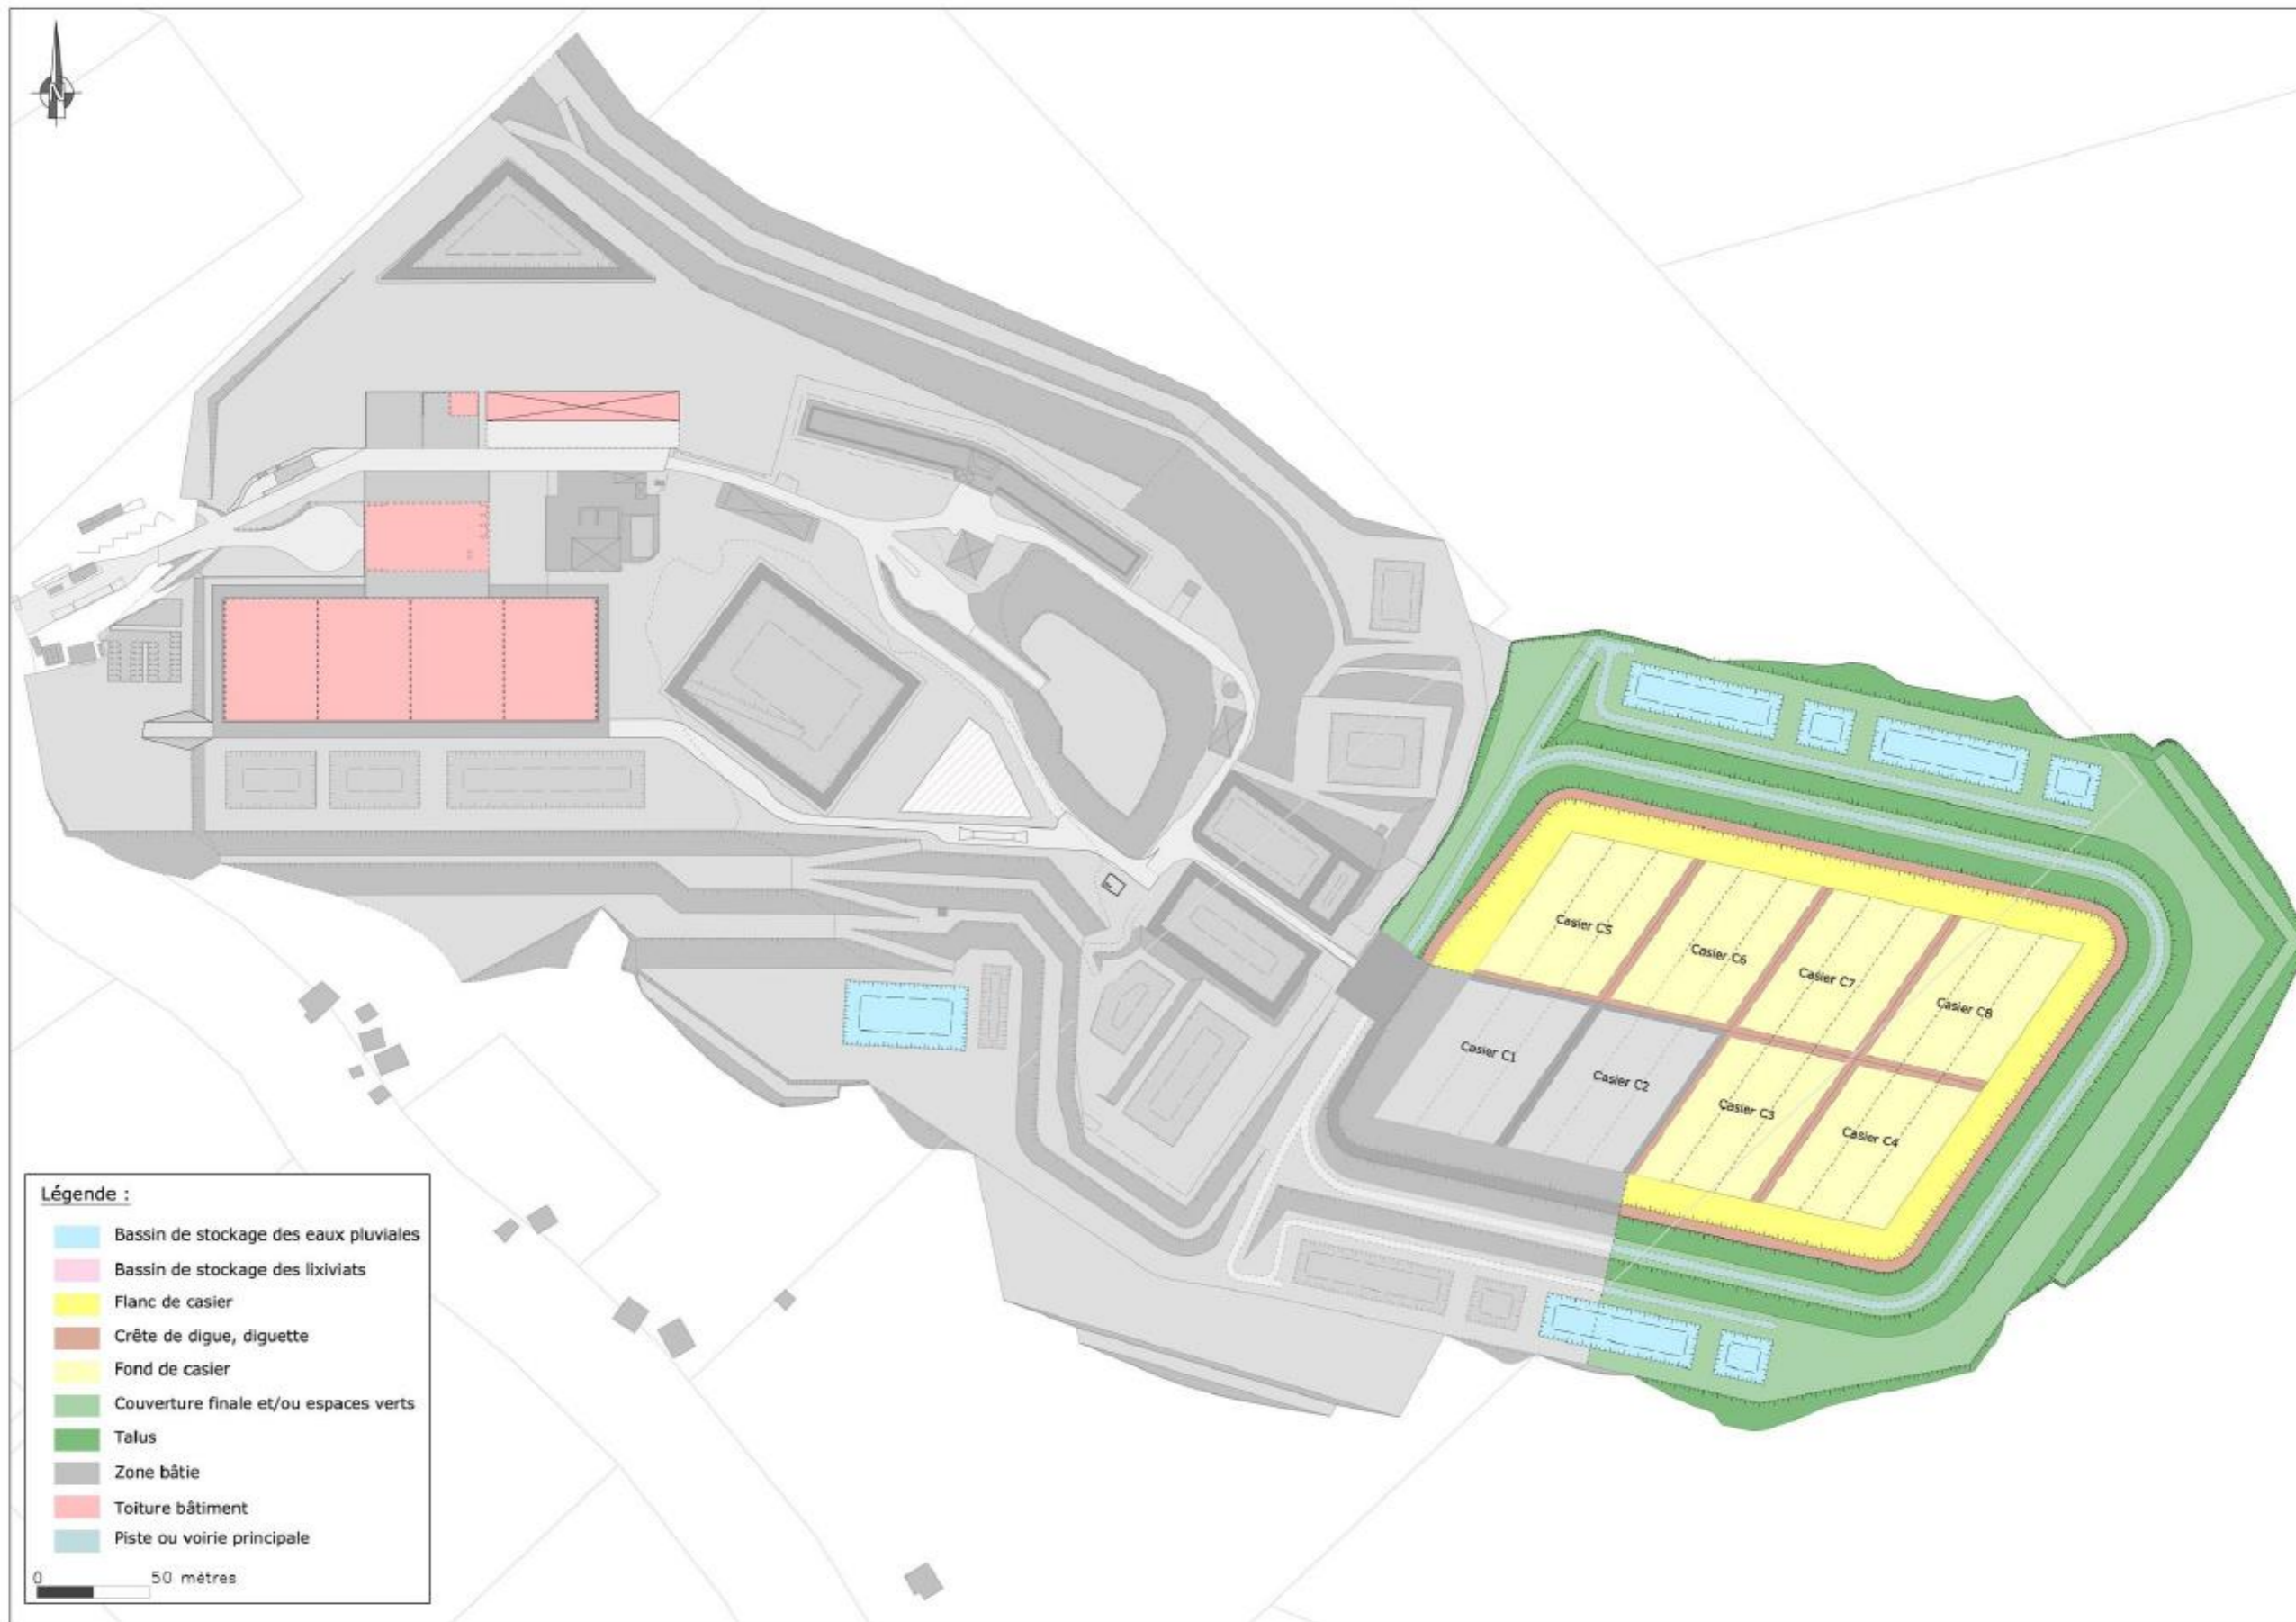 N
Casier C5
Casier C6
Casier C7
Casier C8
Casier C1
Casier C2
Casier C3
Casier C4
Légende :
Bassin de stockage des eaux pluviales
Bassin de stockage des lixiviats
Flanc de casier
Crête de digue, diguette
Fond de casier
Couverture finale et/ou espaces verts
Talus
Zone bâtie
Toiture bâtiment
Piste ou voirie principale
0 50 mètres